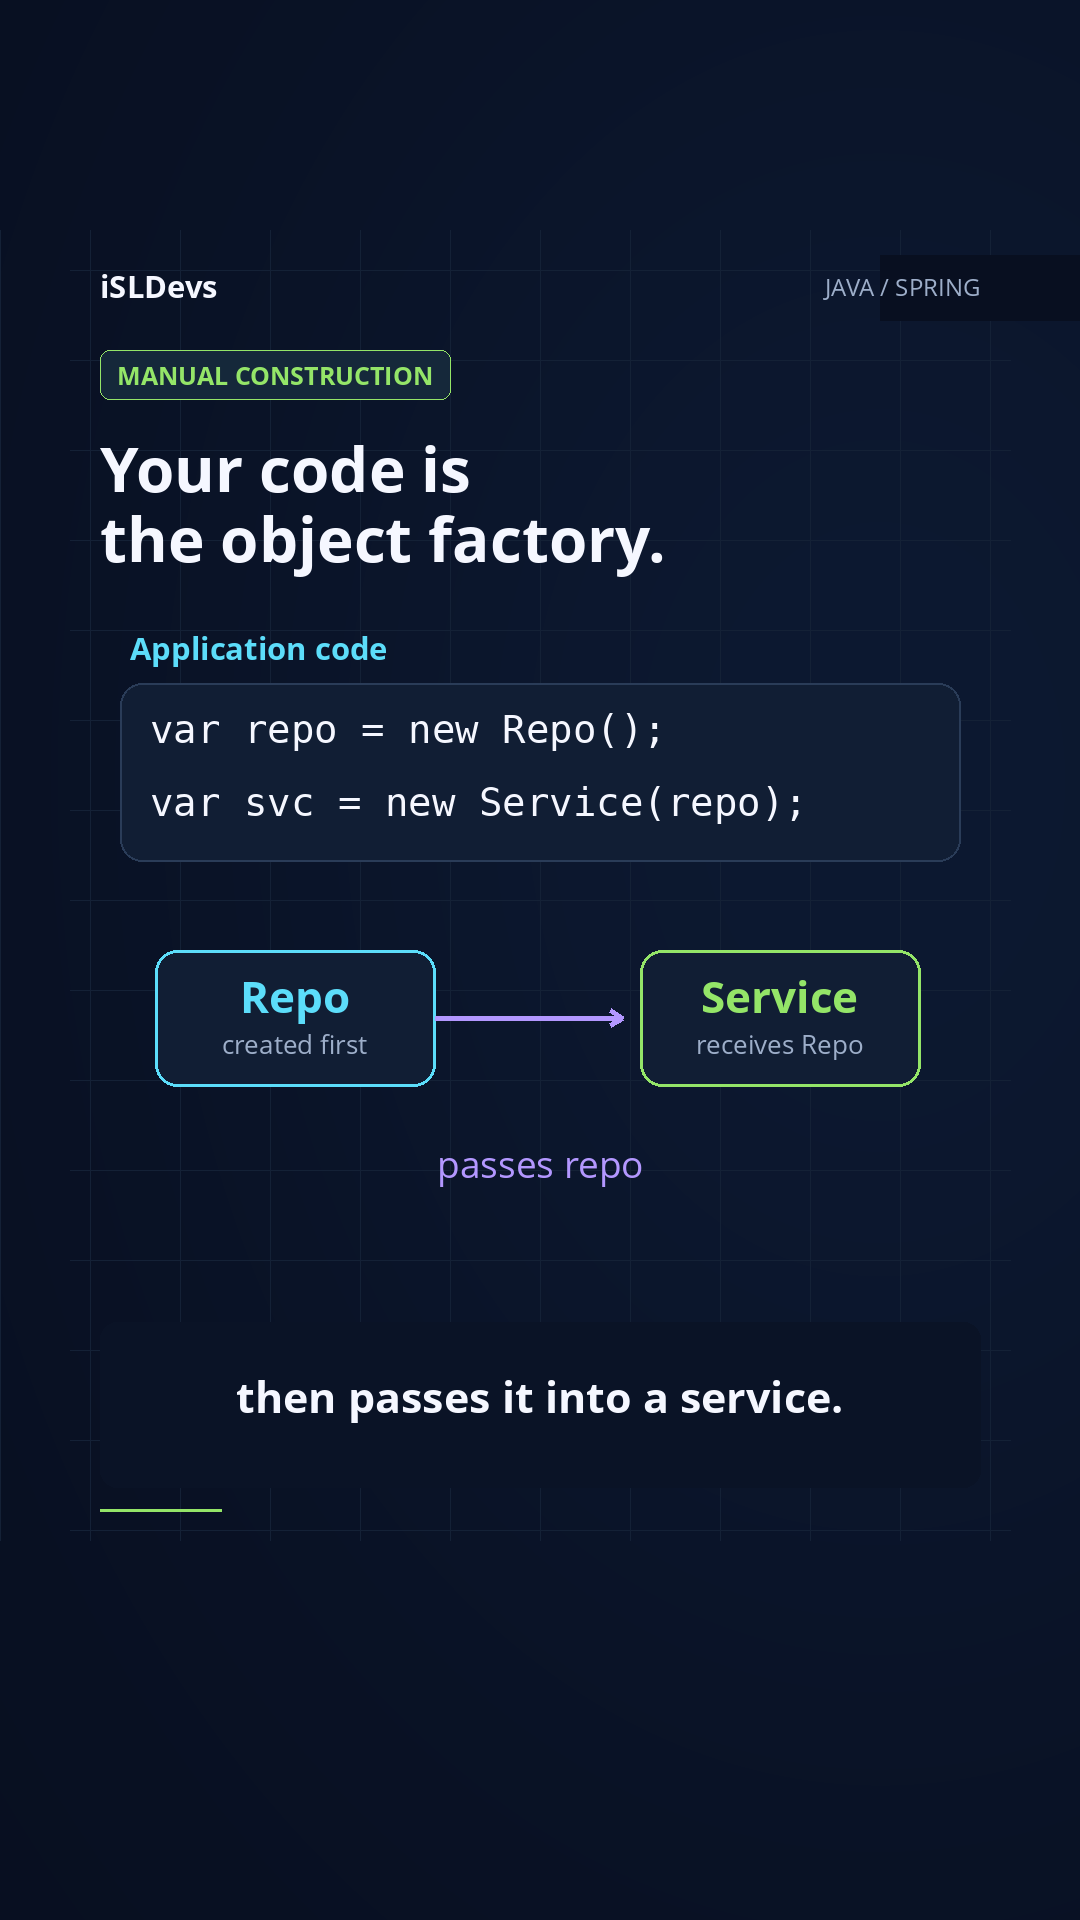 iSLDevs
JAVA / SPRING
MANUAL CONSTRUCTION
Your code is
the object factory.
Application code
var repo = new Repo();
var svc = new Service(repo);
Repo
created first
Service
receives Repo
passes repo
then passes it into a service.